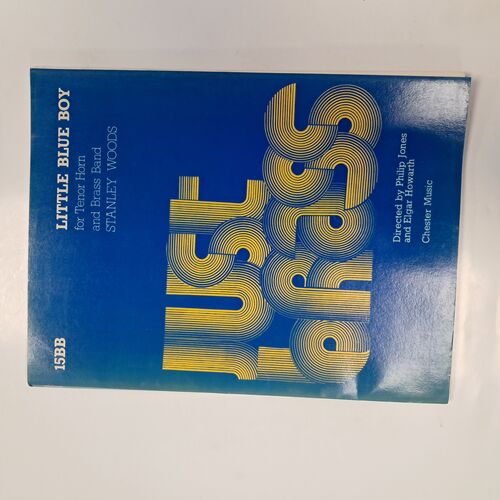 LITTLE BLUE BOY
for Tenor Horn
and Brass Band
STANLEY WOODS
15BB
JUST
brass
Directed by Philip Jones
and Elgar Howarth
Chester Music